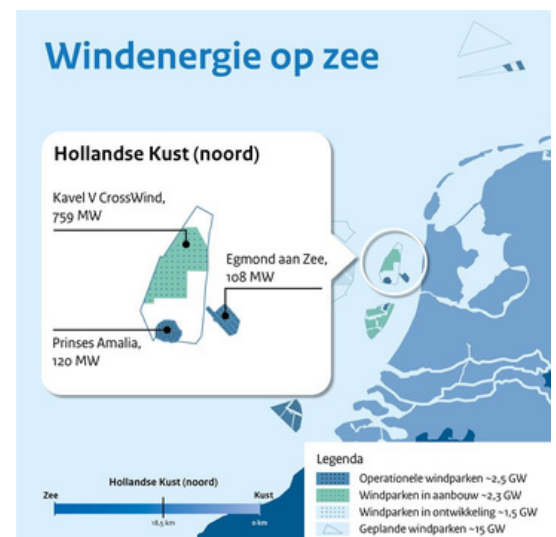 Windenergie op zee
Hollandse Kust (noord)
Kavel V CrossWind,
759 MW
Egmond aan Zee,
108 MW
Prinses Amalia,
120 MW
Legenda
Operationele windparken ~2,5 GW
Windparken in aanbouw ~2,3 GW
Windparken in ontwikkeling ~1,5 GW
Geplande windparken ~15 GW
Zee
Hollandse Kust (noord)
Kust
18,5 km
0 km